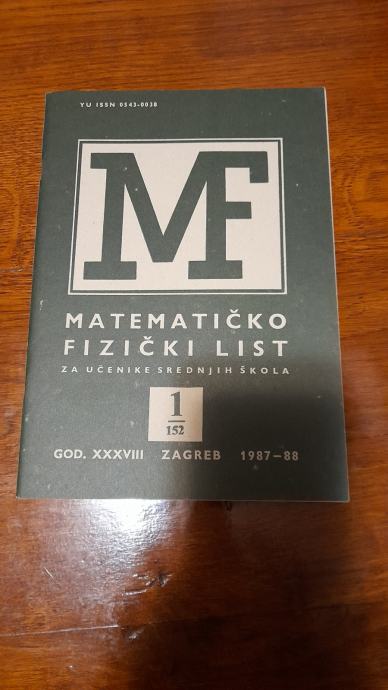 YU ISSN 0543-0038
MF
MATEMATIČKO
FIZIČKI LIST
ZA UČENIKE SREDNJIH ŠKOLA
1
152
GOD. XXXVIII ZAGREB 1987-88